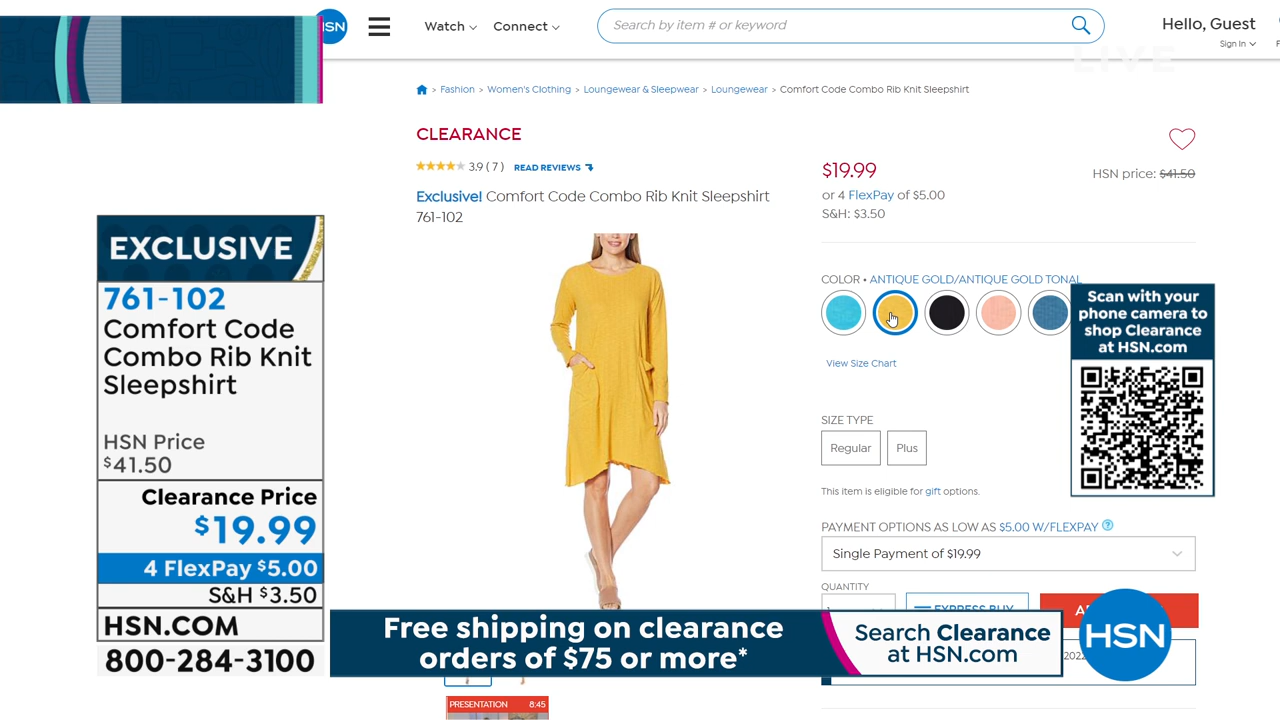 HSN
Watch
Connect
Search by item # or keyword
Hello, Guest
Sign In
LIVE
> Fashion > Women's Clothing > Loungewear & Sleepwear > Loungewear > Comfort Code Combo Rib Knit Sleepshirt
CLEARANCE
3.9 ( 7 ) READ REVIEWS
Exclusive! Comfort Code Combo Rib Knit Sleepshirt
761-102
$19.99
HSN price: $41.50
or 4 FlexPay of $5.00
S&H: $3.50
COLOR • ANTIQUE GOLD/ANTIQUE GOLD TONAL
View Size Chart
SIZE TYPE
Regular
Plus
This item is eligible for gift options.
PAYMENT OPTIONS AS LOW AS $5.00 W/FLEXPAY ?
Single Payment of $19.99
QUANTITY
EXPRESS BUY
PRESENTATION 8:45
EXCLUSIVE
761-102
Comfort Code
Combo Rib Knit
Sleepshirt
HSN Price
$41.50
Clearance Price
$19.99
4 FlexPay $5.00
S&H $3.50
HSN.COM
800-284-3100
Scan with your
phone camera to
shop Clearance
at HSN.com
Free shipping on clearance
orders of $75 or more*
Search Clearance
at HSN.com
HSN